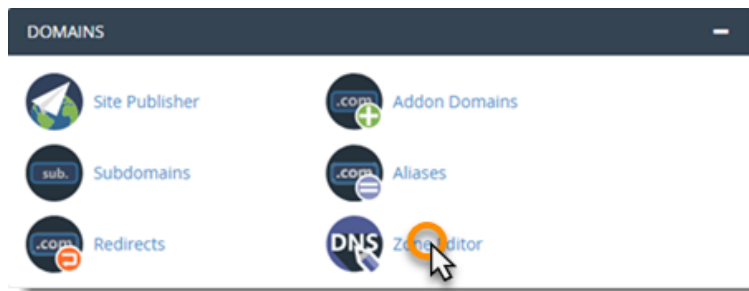 DOMAINS
Site Publisher
.com
Addon Domains
sub.
Subdomains
.com
Aliases
.com
Redirects
DNS
Zone Editor